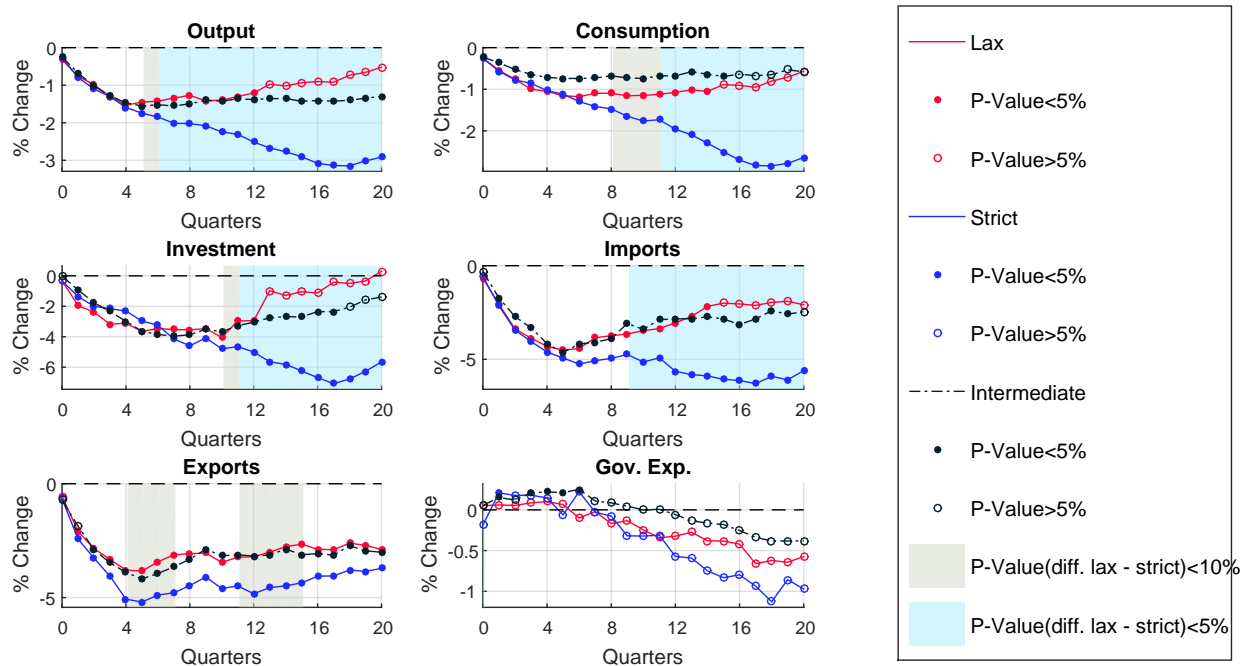 Output
0
-1
-2
-3
% Change
0 4 8 12 16 20
Quarters
Consumption
0
-1
-2
% Change
0 4 8 12 16 20
Quarters
Investment
0
-2
-4
-6
% Change
0 4 8 12 16 20
Quarters
Imports
0
-5
% Change
0 4 8 12 16 20
Quarters
Exports
0
-5
% Change
0 4 8 12 16 20
Quarters
Gov. Exp.
0
-0.5
-1
% Change
0 4 8 12 16 20
Quarters
Lax
P-Value<5%
P-Value>5%
Strict
P-Value<5%
P-Value>5%
Intermediate
P-Value<5%
P-Value>5%
P-Value(diff. lax - strict)<10%
P-Value(diff. lax - strict)<5%